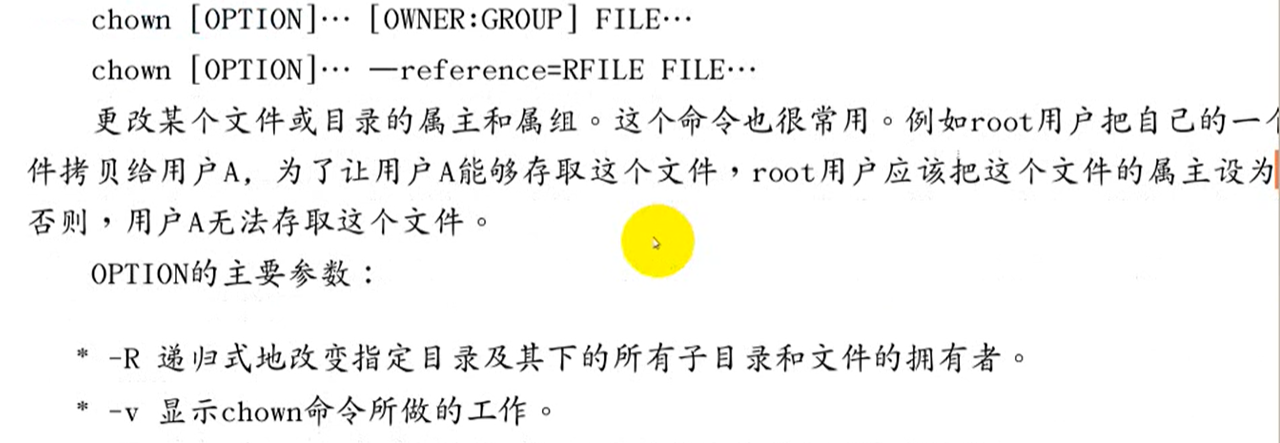 chown [OPTION]… [OWNER:GROUP] FILE…
chown [OPTION]… —reference=RFILE FILE…
更改某个文件或目录的属主和属组。这个命令也很常用。例如root用户把自己的一
件拷贝给用户A, 为了让用户A能够存取这个文件，root用户应该把这个文件的属主设为
否则，用户A无法存取这个文件。
OPTION的主要参数：
* -R 递归式地改变指定目录及其下的所有子目录和文件的拥有者。
* -v 显示chown命令所做的工作。